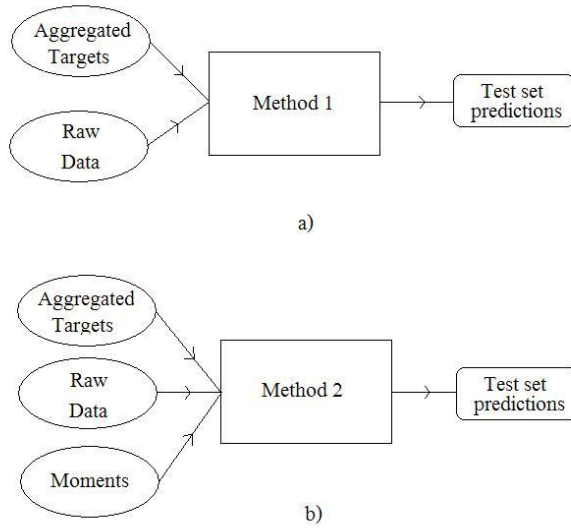 Aggregated
Targets
Raw
Data
Method 1
Test set
predictions
a)
Aggregated
Targets
Raw
Data
Moments
Method 2
Test set
predictions
b)